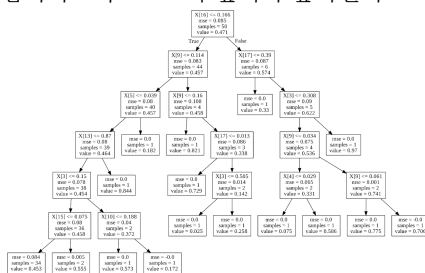 X[16] <= 0.166
mse = 0.085
samples = 50
value = 0.471
True
False
X[9] <= 0.114
mse = 0.083
samples = 44
value = 0.457
X[17] <= 0.39
mse = 0.087
samples = 6
value = 0.574
X[5] <= 0.039
mse = 0.08
samples = 40
value = 0.457
X[9] <= 0.16
mse = 0.108
samples = 4
value = 0.458
mse = 0.0
samples = 1
value = 0.33
X[3] <= 0.308
mse = 0.09
samples = 5
value = 0.622
X[13] <= 0.87
mse = 0.08
samples = 39
value = 0.464
mse = 0.0
samples = 1
value = 0.182
mse = 0.0
samples = 1
value = 0.821
X[17] <= 0.013
mse = 0.086
samples = 3
value = 0.338
X[9] <= 0.034
mse = 0.075
samples = 4
value = 0.536
mse = 0.0
samples = 1
value = 0.97
X[3] <= 0.15
mse = 0.078
samples = 38
value = 0.454
mse = 0.0
samples = 1
value = 0.844
mse = 0.0
samples = 1
value = 0.729
X[3] <= 0.505
mse = 0.014
samples = 2
value = 0.142
X[4] <= 0.029
mse = 0.065
samples = 2
value = 0.331
X[9] <= 0.061
mse = 0.001
samples = 2
value = 0.741
X[15] <= 0.075
mse = 0.08
samples = 36
value = 0.458
X[10] <= 0.188
mse = 0.04
samples = 2
value = 0.372
mse = 0.0
samples = 1
value = 0.025
mse = 0.0
samples = 1
value = 0.258
mse = 0.0
samples = 1
value = 0.075
mse = 0.0
samples = 1
value = 0.586
mse = 0.0
samples = 1
value = 0.775
mse = -0.0
samples = 1
value = 0.706
mse = 0.084
samples = 34
value = 0.453
mse = 0.005
samples = 2
value = 0.555
mse = 0.0
samples = 1
value = 0.573
mse = -0.0
samples = 1
value = 0.172